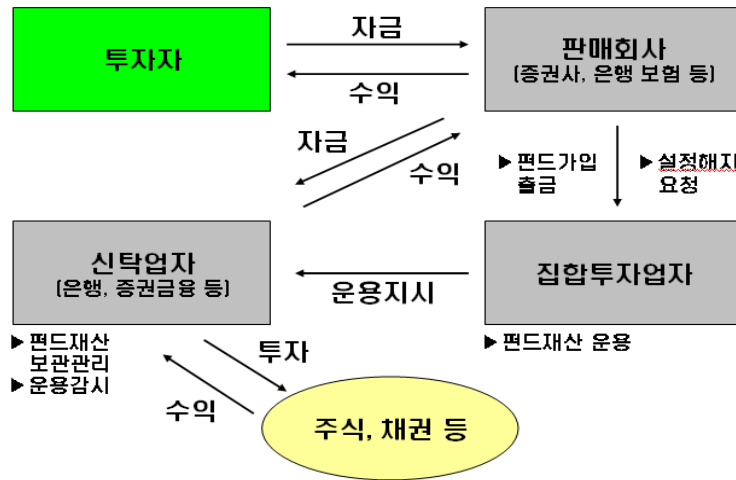 투자자
자금
수익
판매회사
(증권사, 은행 보험 등)
자금
수익
▶ 펀드가입
출금
▶ 설정해지
요청
신탁업자
(은행, 증권금융 등)
운용지시
집합투자업자
▶ 펀드재산
보관관리
▶ 운용감시
▶ 펀드재산 운용
투자
수익
주식, 채권 등